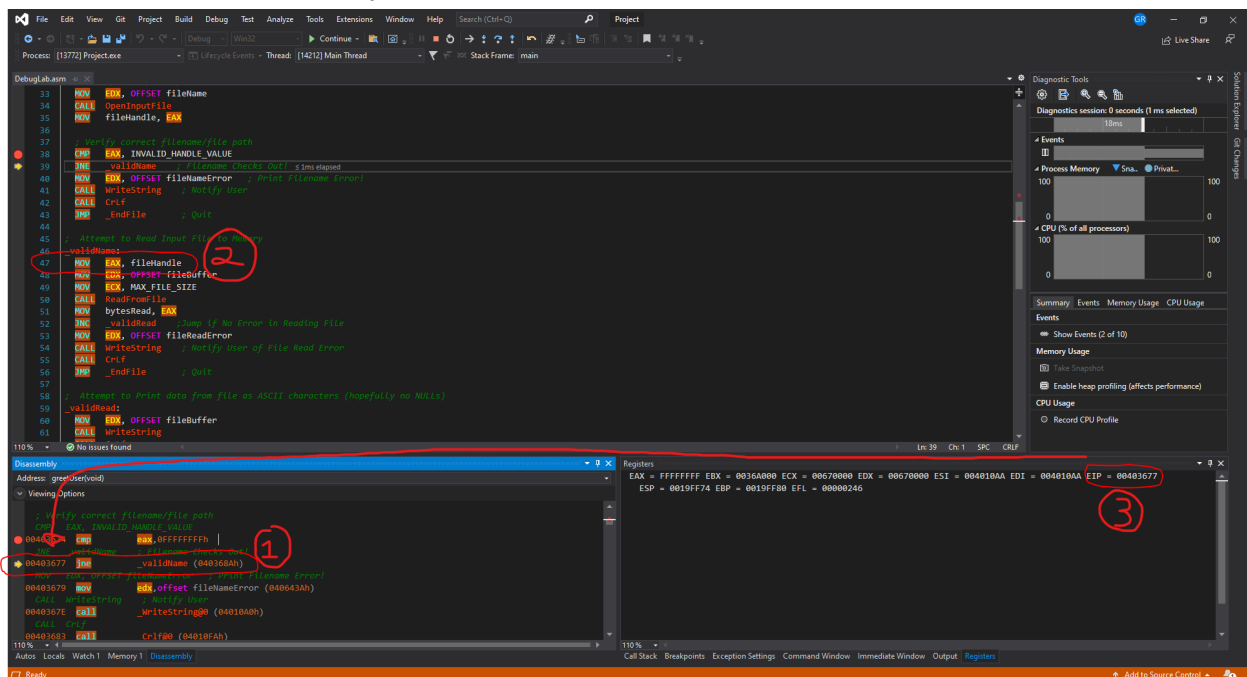 File Edit View Git Project Build Debug Test Analyze Tools Extensions Window Help Search (Ctrl+Q) Project GR
Debug Win32 Continue Live Share
Process: [13772] Project.exe Lifecycle Events Thread: [14212] Main Thread Stack Frame: main
DebugLab.asm
33 MOV EDX, OFFSET fileName
34 CALL OpenInputFile
35 MOV fileHandle, EAX
36
37 ; Verify correct filename/file path
38 CMP EAX, INVALID_HANDLE_VALUE
39 JNE _validName ; Filename Checks Out! ≤ 1ms elapsed
40 MOV EDX, OFFSET fileNameError ; Print Filename Error!
41 CALL WriteString ; Notify User
42 CALL CrLf
43 JMP _EndFile ; Quit
44
45 ; Attempt to Read Input File to Memory
46 _validName:
47 MOV EAX, fileHandle
2
48 MOV EDX, OFFSET fileBuffer
49 MOV ECX, MAX_FILE_SIZE
50 CALL ReadFromFile
51 MOV bytesRead, EAX
52 JNC _validRead ;Jump if No Error in Reading File
53 MOV EDX, OFFSET fileReadError
54 CALL WriteString ; Notify User of File Read Error
55 CALL CrLf
56 JMP _EndFile ; Quit
57
58 ; Attempt to Print data from file as ASCII characters (hopefully no NULLs)
59 _validRead:
60 MOV EDX, OFFSET fileBuffer
61 CALL WriteString
110% No issues found Ln: 39 Ch: 1 SPC CRLF
Diagnostic Tools
Diagnostics session: 0 seconds (1 ms selected)
18ms
Events
Process Memory Sna.. Privat...
100 100
0 0
CPU (% of all processors)
100 100
0 0
Summary Events Memory Usage CPU Usage
Events
Show Events (2 of 10)
Memory Usage
Take Snapshot
Enable heap profiling (affects performance)
CPU Usage
Record CPU Profile
Solution Explorer
Git Changes
Disassembly
Address: greetUser(void)
Viewing Options
; Verify correct filename/file path
CMP EAX, INVALID_HANDLE_VALUE
cmp eax,0FFFFFFFFh
JNE _validName ; Filename Checks Out!
1
00403677 jne _validName (040368Ah)
MOV EDX, OFFSET fileNameError ; Print Filename Error!
00403679 mov edx,offset fileNameError (040643Ah)
CALL WriteString ; Notify User
0040367E call _WriteString@0 (04010A0h)
CALL CrLf
00403683 call _Crlf@0 (04010FAh)
110%
Autos Locals Watch 1 Memory 1 Disassembly
Registers
EAX = FFFFFFFF EBX = 0036A000 ECX = 00670000 EDX = 00670000 ESI = 004010AA EDI = 004010AA EIP = 00403677
ESP = 0019FF74 EBP = 0019FF80 EFL = 00000246
3
110%
Call Stack Breakpoints Exception Settings Command Window Immediate Window Output Registers
Ready Add to Source Control